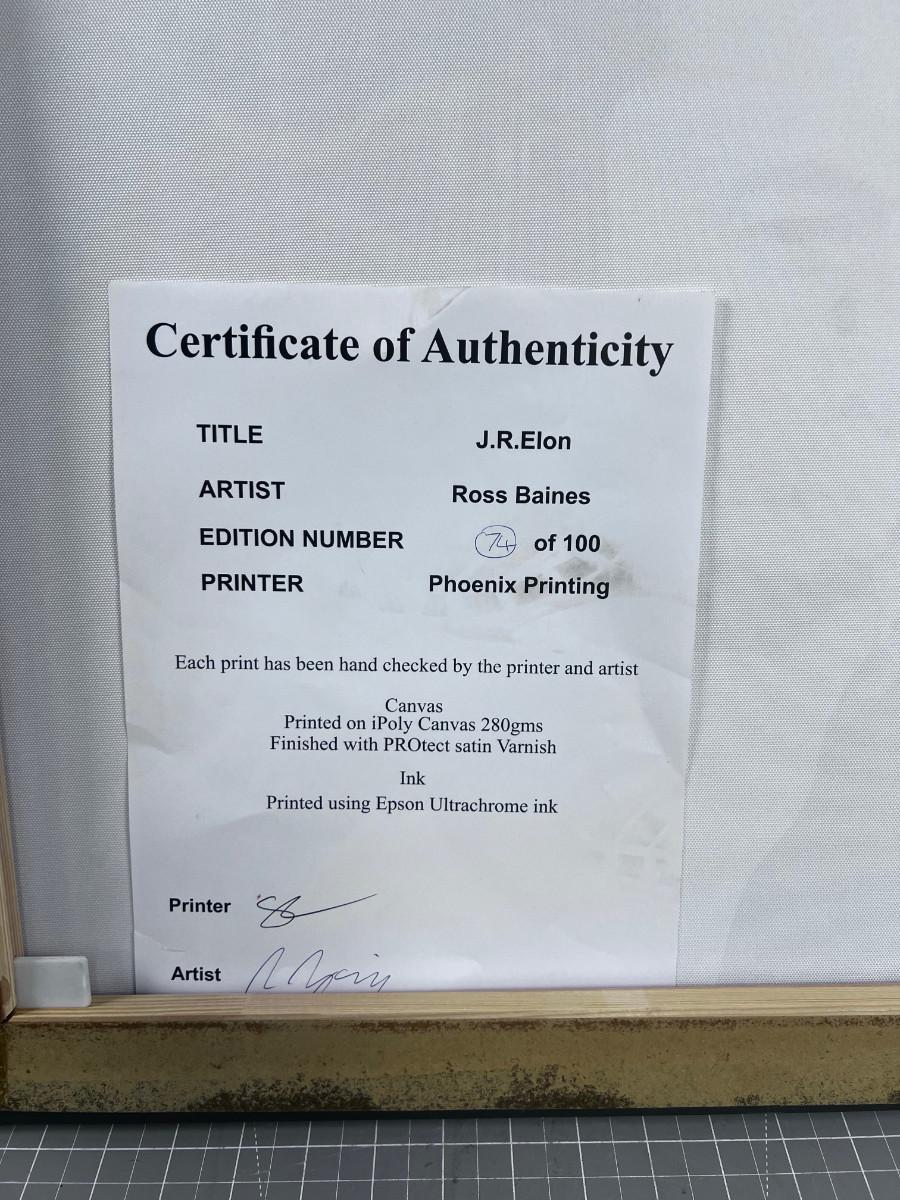 Certificate of Authenticity
TITLE J.R.Elon
ARTIST Ross Baines
EDITION NUMBER 74 of 100
PRINTER Phoenix Printing
Each print has been hand checked by the printer and artist
Canvas
Printed on iPoly Canvas 280gms
Finished with PROtect satin Varnish
Ink
Printed using Epson Ultrachrome ink
Printer
Artist